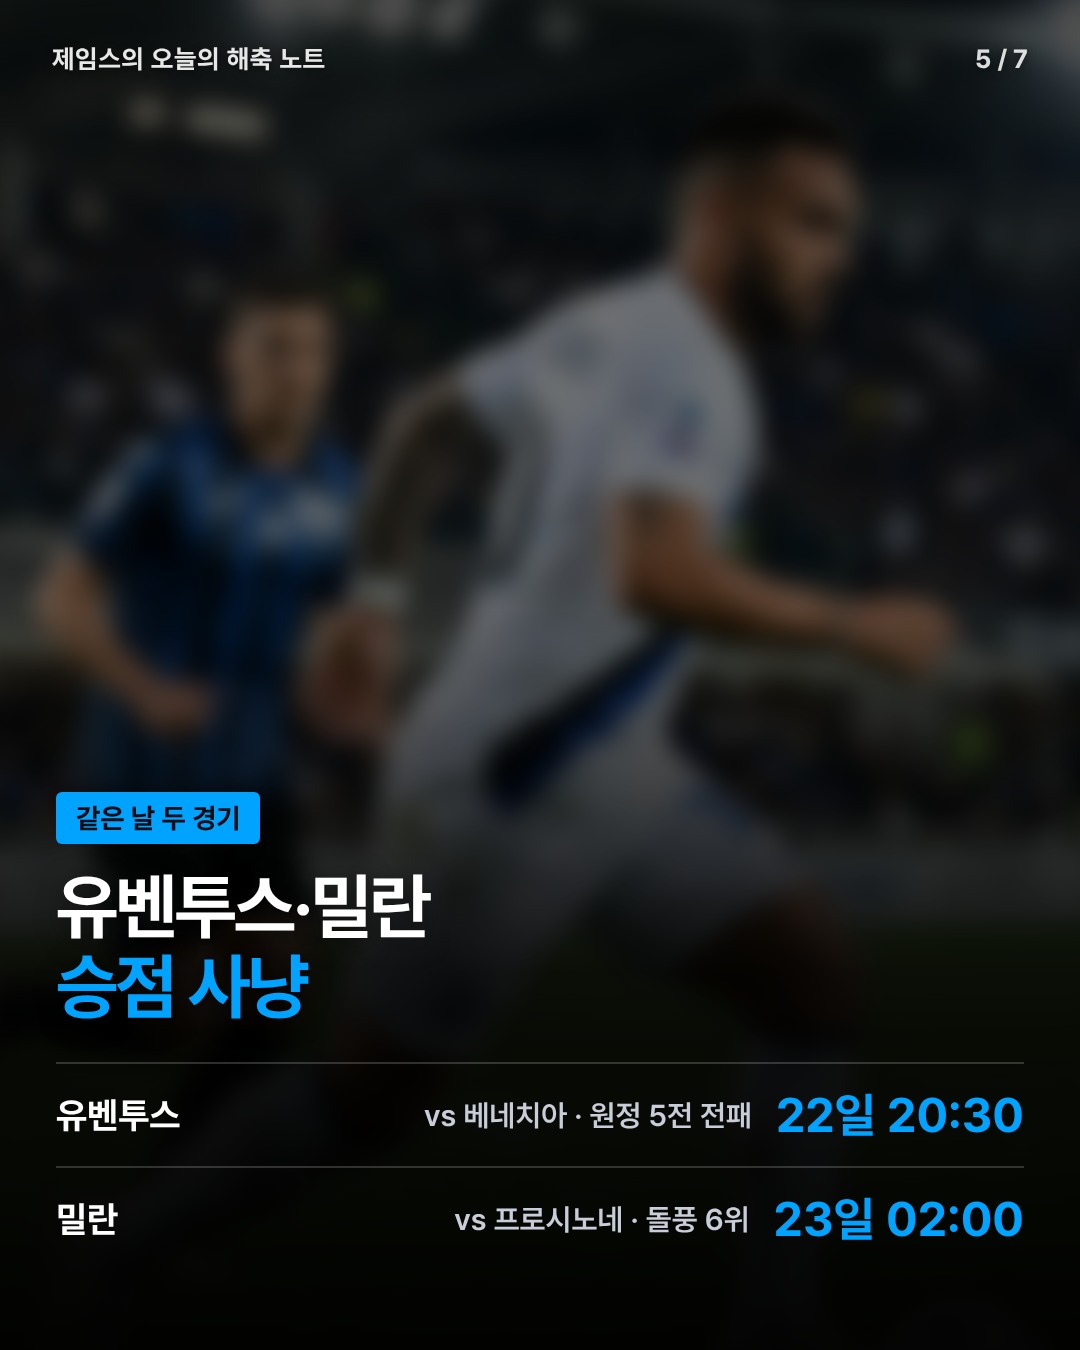 제임스의 오늘의 해축 노트
5 / 7
같은 날 두 경기
유벤투스·밀란
승점 사냥
유벤투스 vs 베네치아 · 원정 5전 전패 22일 20:30
밀란 vs 프로시노네 · 돌풍 6위 23일 02:00